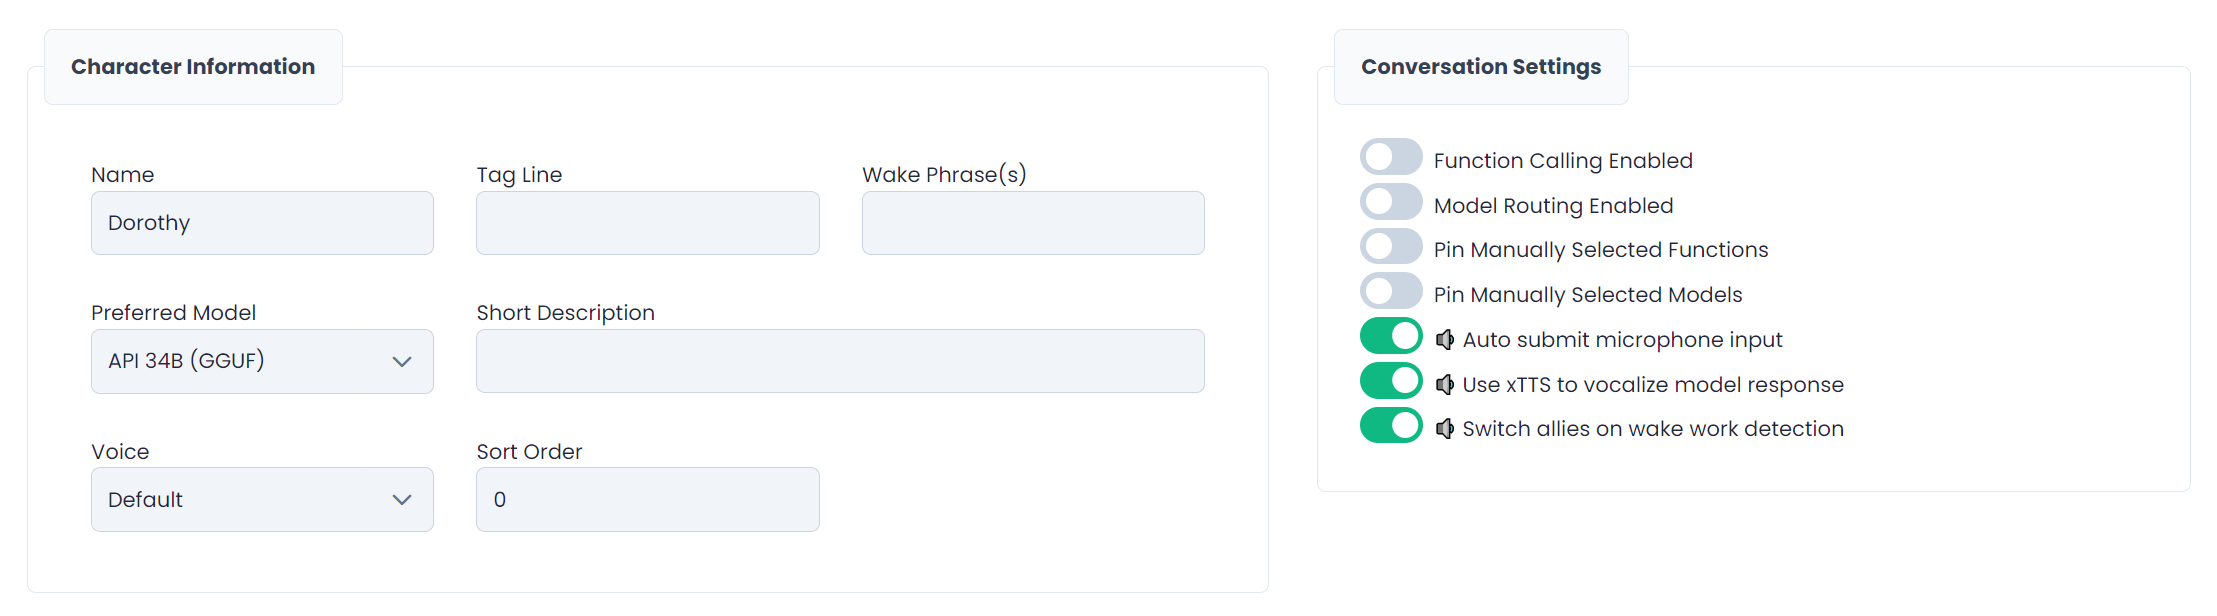 Character Information
Name
Tag Line
Wake Phrase(s)
Dorothy
Preferred Model
Short Description
API 34B (GGUF)
Voice
Sort Order
Default
0
Conversation Settings
Function Calling Enabled
Model Routing Enabled
Pin Manually Selected Functions
Pin Manually Selected Models
Auto submit microphone input
Use xTTS to vocalize model response
Switch allies on wake work detection